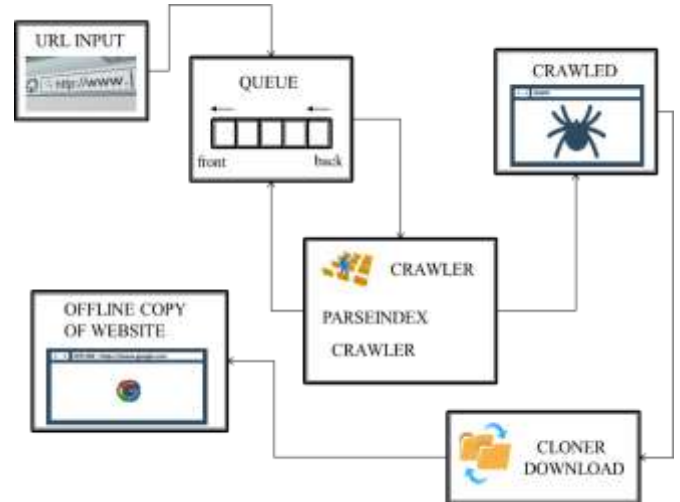 URL INPUT
http://www.
QUEUE
front
back
CRAWLED
CRAWLER
PARSEINDEX
CRAWLER
OFFLINE COPY
OF WEBSITE
CLONER
DOWNLOAD